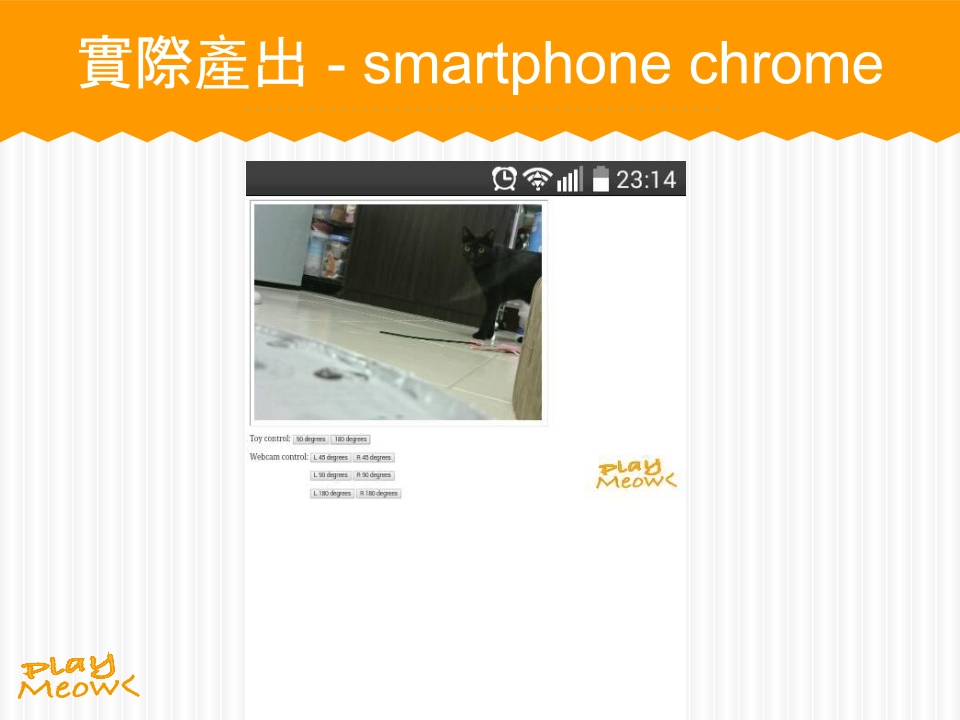 實際產出 - smartphone chrome
23:14
Toy control: 90 degrees 180 degrees
Webcam control: L 45 degrees R 45 degrees
L 90 degrees R 90 degrees
L 180 degrees R 180 degrees
PLay
Meow<
PLay
Meow<